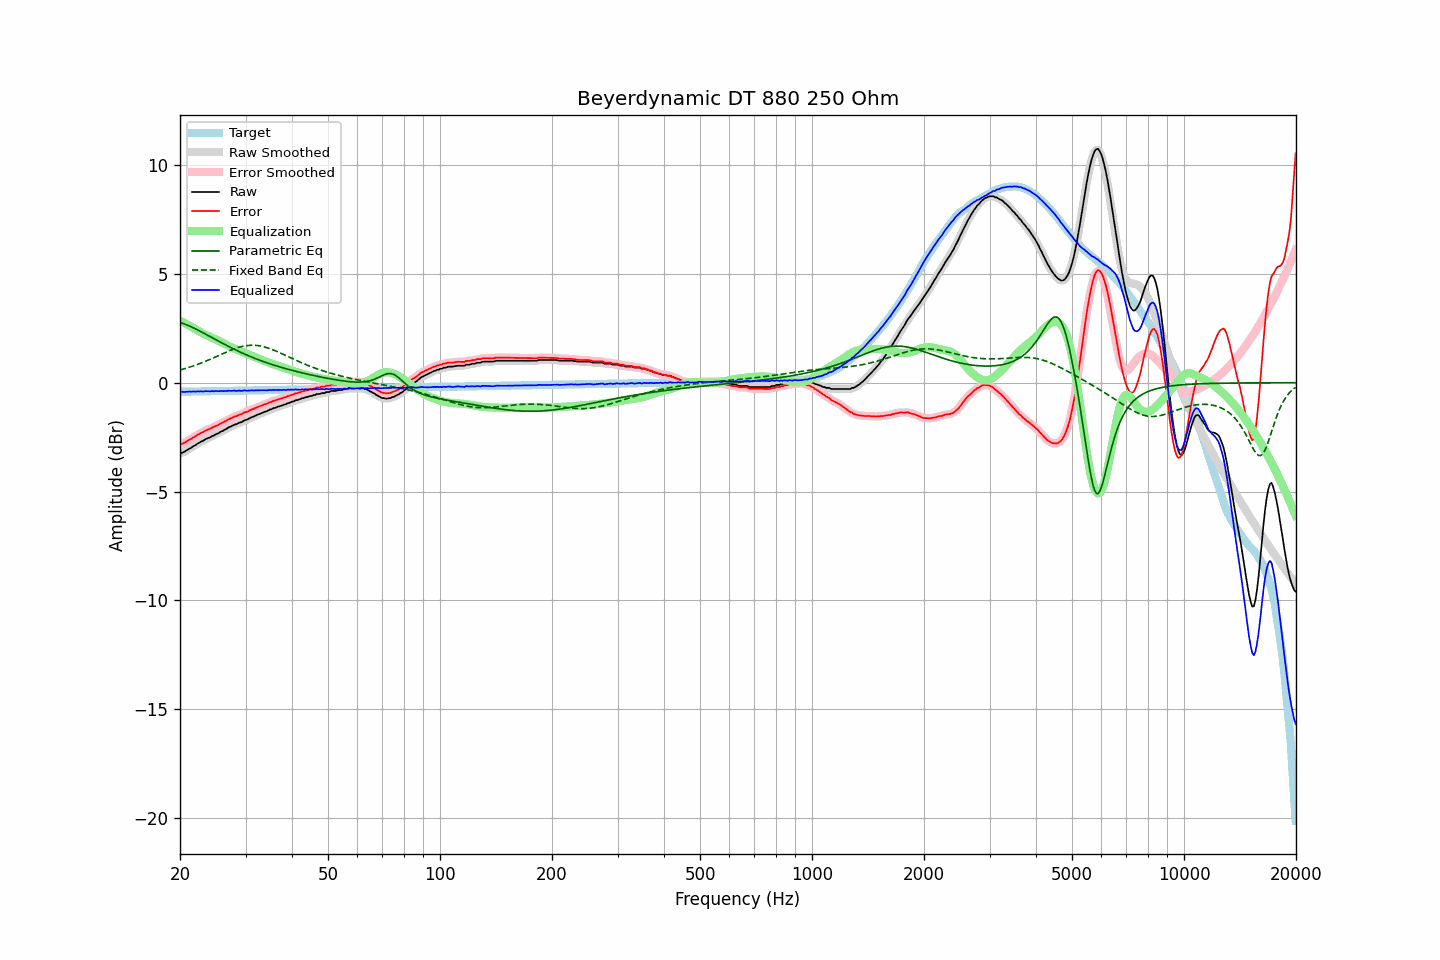 Beyerdynamic DT 880 250 Ohm
Target
Raw Smoothed
Error Smoothed
Raw
Error
Equalization
Parametric Eq
Fixed Band Eq
Equalized
10
5
0
−5
−10
−15
−20
Amplitude (dBr)
20
50
100
200
500
1000
2000
5000
10000
20000
Frequency (Hz)